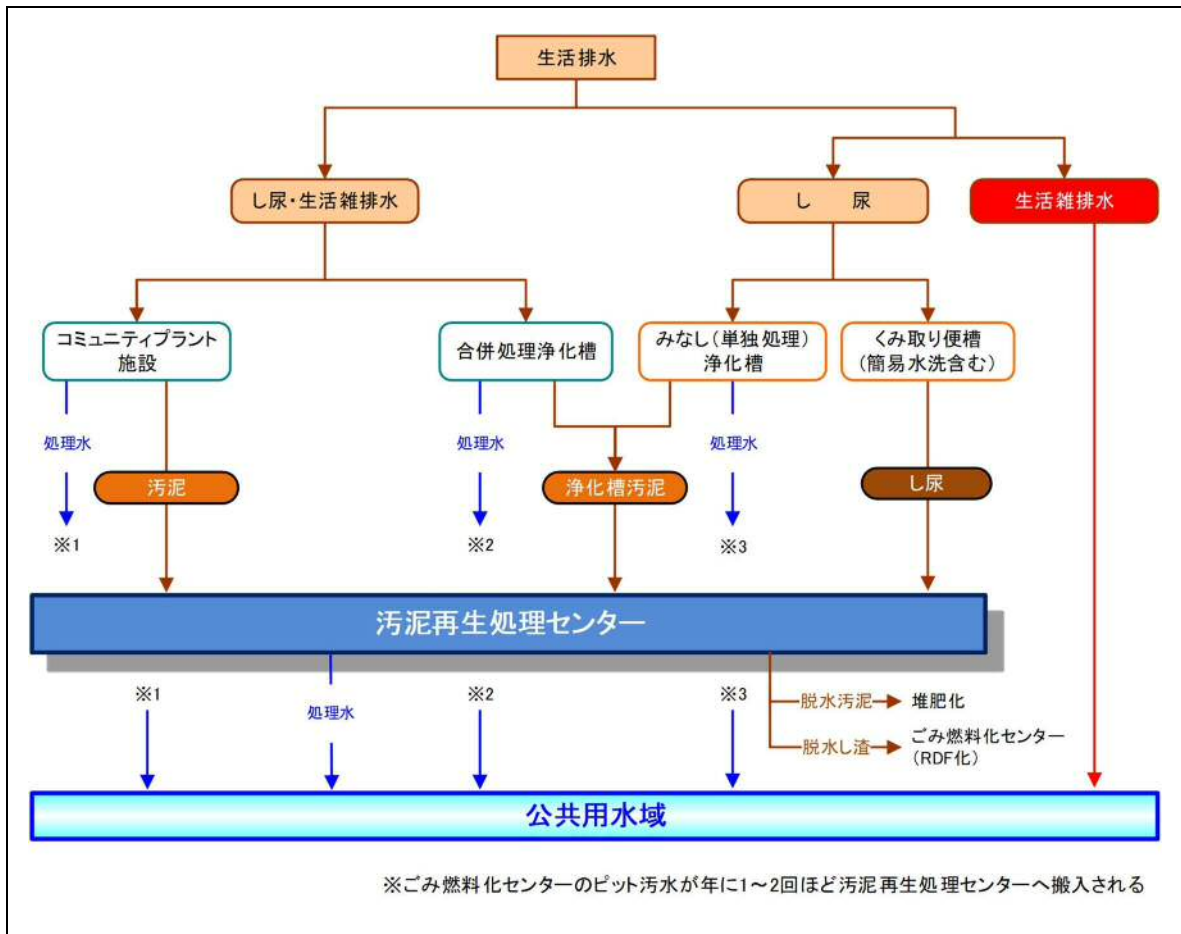 生活排水
し尿・生活雑排水
し　尿
生活雑排水
コミュニティプラント
施設
合併処理浄化槽
みなし(単独処理)
浄化槽
くみ取り便槽
(簡易水洗含む)
処理水
処理水
処理水
汚泥
浄化槽汚泥
し尿
※1
※2
※3
汚泥再生処理センター
※1
処理水
※2
※3
脱水汚泥
堆肥化
脱水し渣
ごみ燃料化センター
(RDF化)
公共用水域
※ごみ燃料化センターのピット汚水が年に1～2回ほど汚泥再生処理センターへ搬入される